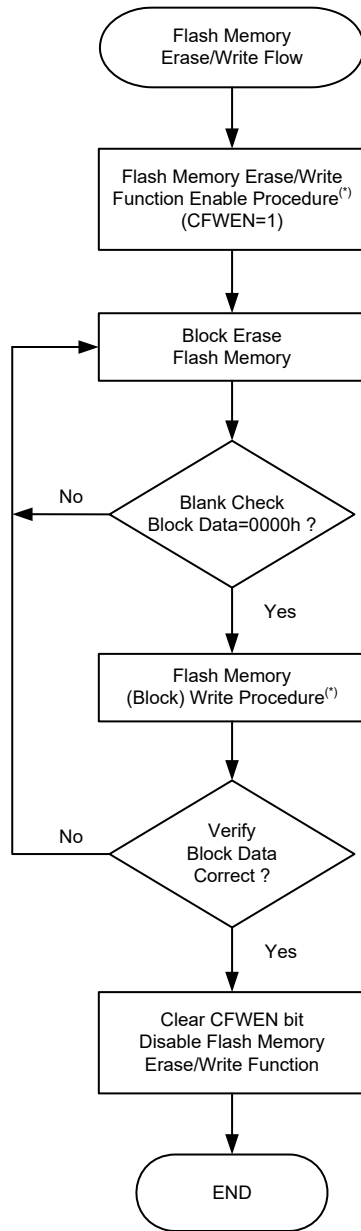 Flash Memory
Erase/Write Flow
Flash Memory Erase/Write
Function Enable Procedure(*)
(CFWEN=1)
Block Erase
Flash Memory
No
Blank Check
Block Data=0000h ?
Yes
Flash Memory
(Block) Write Procedure(*)
No
Verify
Block Data
Correct ?
Yes
Clear CFWEN bit
Disable Flash Memory
Erase/Write Function
END